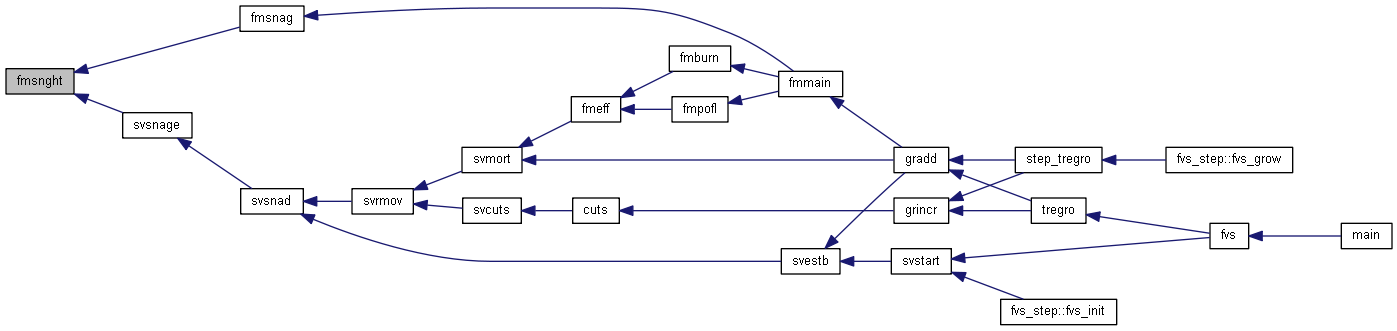 fmsnag
fmburn
fmsnght
fmmain
fmeff
fmpofl
svsnage
svmort
gradd
step_tregro
fvs_step::fvs_grow
svsnad
svrmov
svcuts
cuts
grincr
tregro
fvs
main
svestb
svstart
fvs_step::fvs_init